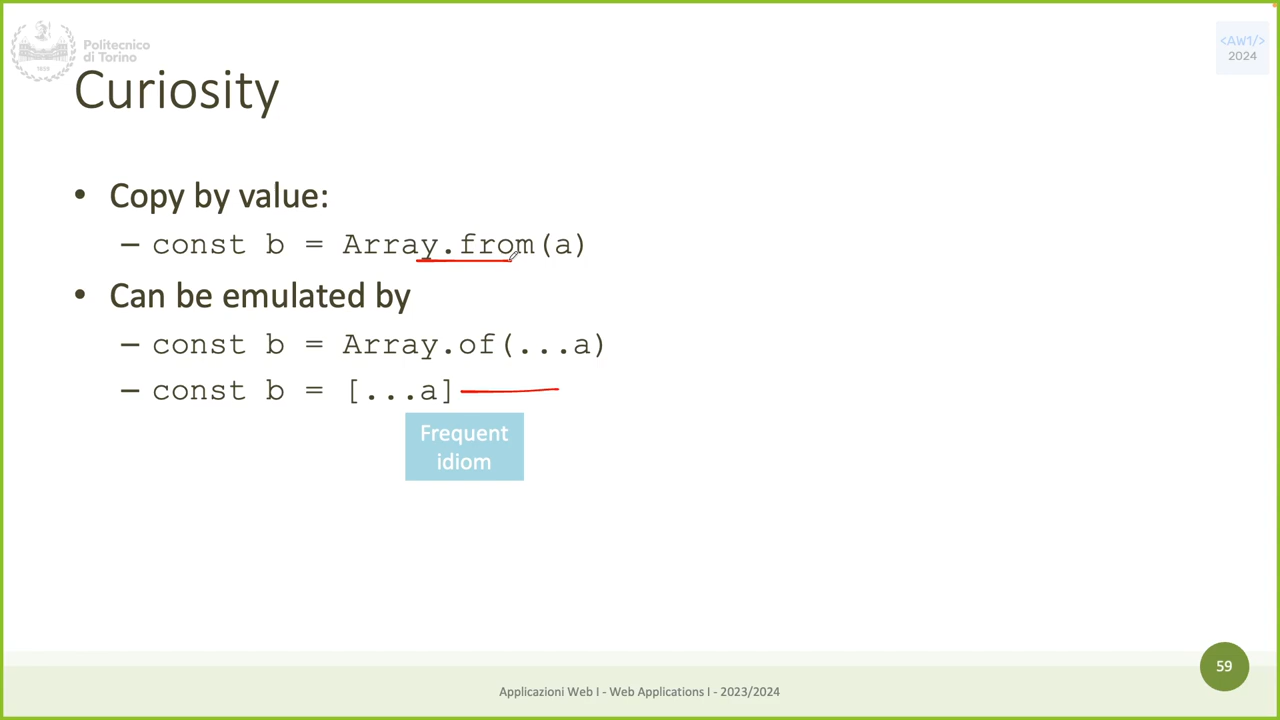 Politecnico
di Torino
1859
<AW1/>
2024
Curiosity
• Copy by value:
– const b = Array.from(a)
• Can be emulated by
– const b = Array.of(...a)
– const b = [...a]
Frequent
idiom
59
Applicazioni Web I - Web Applications I - 2023/2024